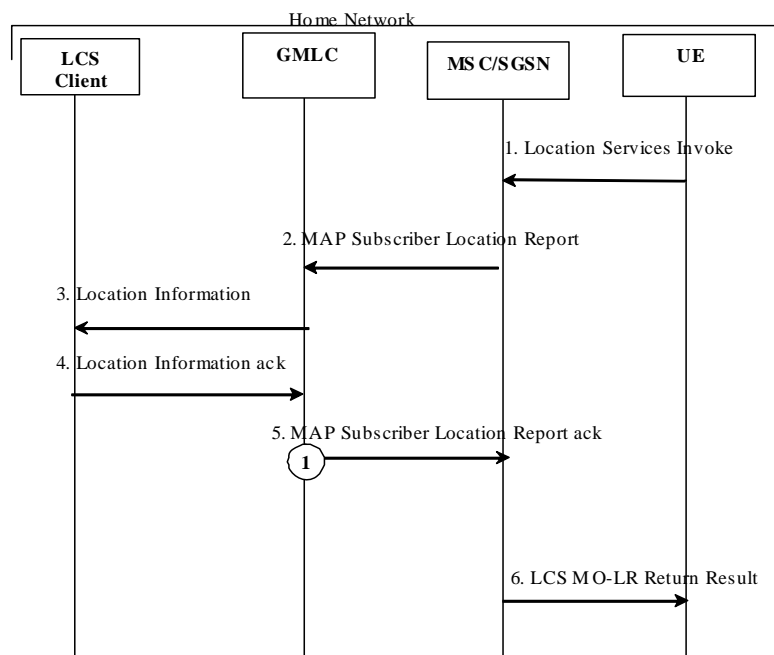 Home Network
LCS
Client
GMLC
MSC/SGSN
UE
1. Location Services Invoke
2. MAP Subscriber Location Report
3. Location Information
4. Location Information ack
5. MAP Subscriber Location Report ack
1
6. LCS MO-LR Return Result